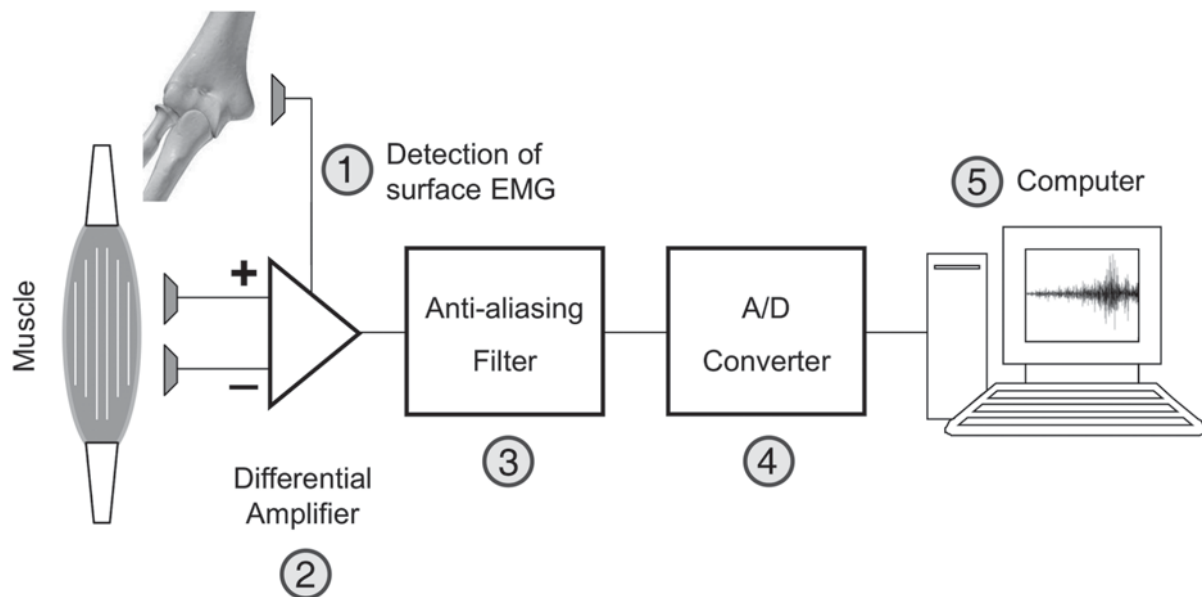 1
Detection of
surface EMG
5
Computer
Muscle
+
−
Anti-aliasing
Filter
A/D
Converter
3
4
Differential
Amplifier
2